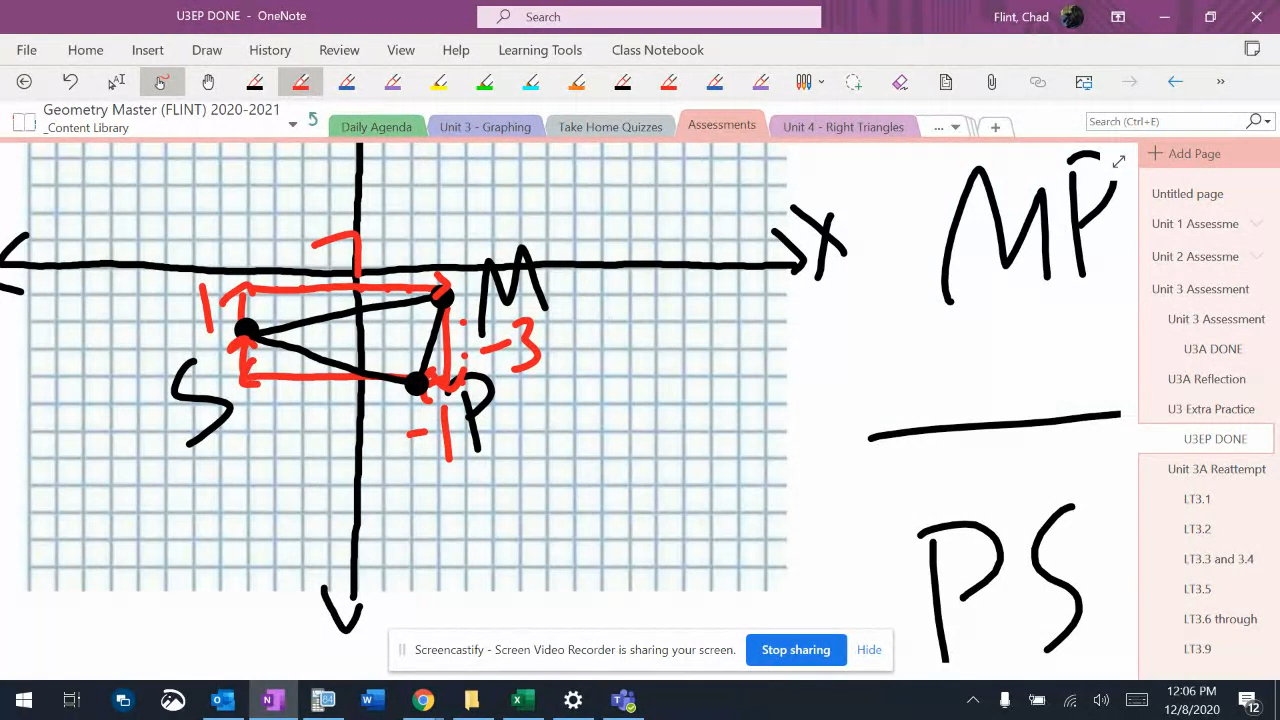 U3EP DONE - OneNote
Search
Flint, Chad
File Home Insert Draw History Review View Help Learning Tools Class Notebook
Geometry Master (FLINT) 2020-2021
_Content Library
Daily Agenda
Unit 3 - Graphing
Take Home Quizzes
Assessments
Unit 4 - Right Triangles
...
Search (Ctrl+E)
Add Page
Untitled page
Unit 1 Assessme
Unit 2 Assessme
Unit 3 Assessment
Unit 3 Assessment
U3A DONE
U3A Reflection
U3 Extra Practice
U3EP DONE
Unit 3A Reattempt
LT3.1
LT3.2
LT3.3 and 3.4
LT3.5
LT3.6 through
LT3.9
X
7
1
M
-3
S
P
-1
MP
PS
Screencastify - Screen Video Recorder is sharing your screen.
Stop sharing
Hide
12:06 PM
12/8/2020
12